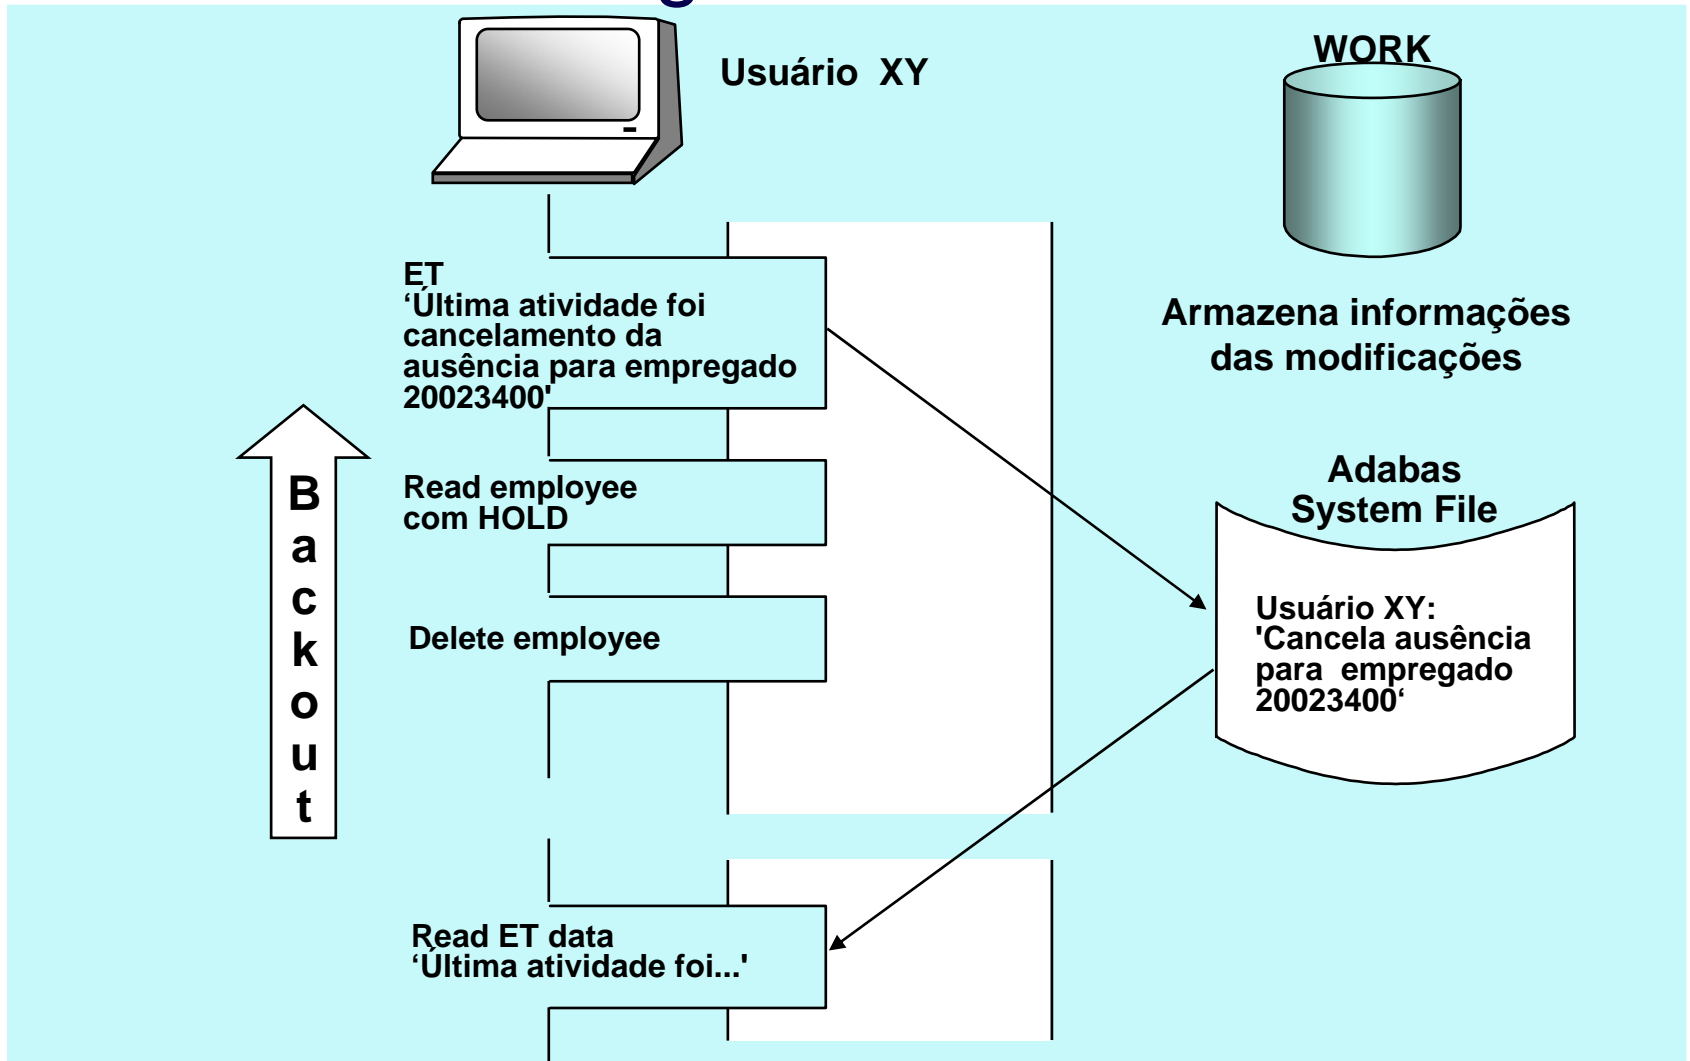 Usuário XY
WORK
ET
‘Última atividade foi
cancelamento da
ausência para empregado
20023400'
Armazena informações
das modificações
Backout
Read employee
com HOLD
Adabas
System File
Delete employee
Usuário XY:
'Cancela ausência
para empregado
20023400‘
Read ET data
‘Última atividade foi...'